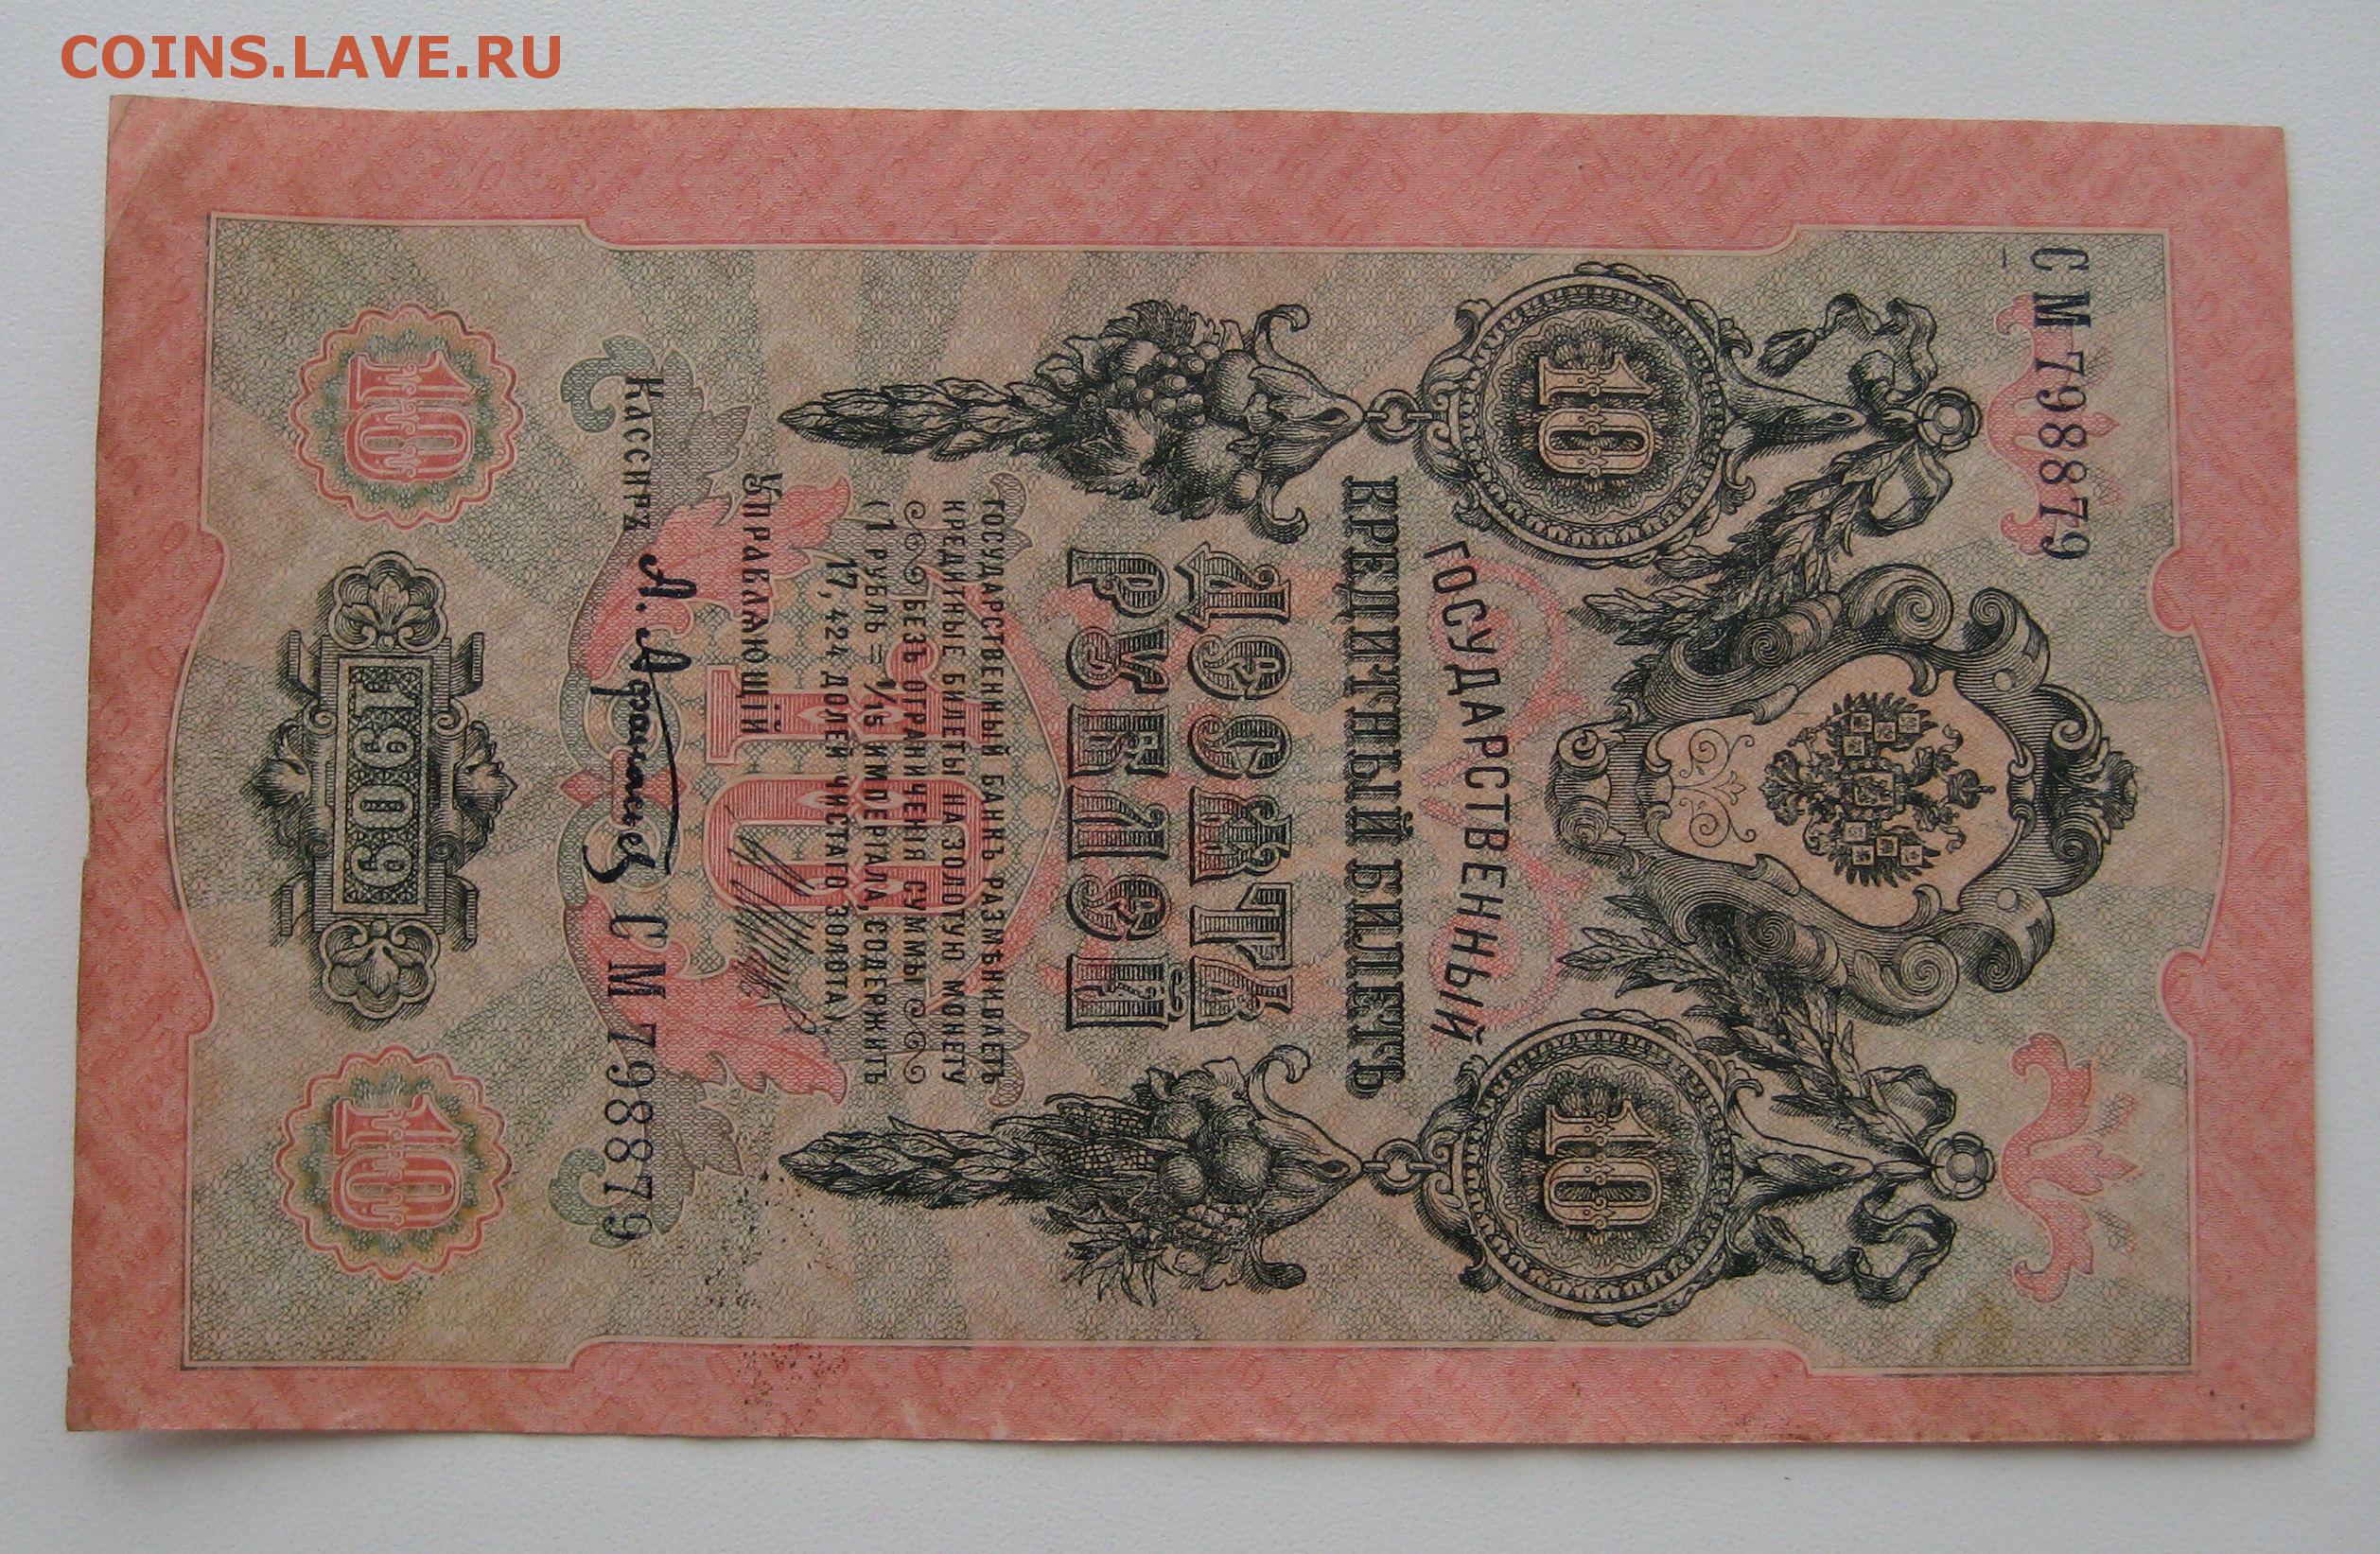 COINS.LAVE.RU
СМ 798879
10
10
ГОСУДАРСТВЕННЫЙ
КРЕДИТНЫЙ БИЛЕТЪ
ДЕСЯТЬ
РУБЛЕЙ
ГОСУДАРСТВЕННЫЙ БАНКЪ РАЗМѢНИВАЕТЪ
КРЕДИТНЫЕ БИЛЕТЫ НА ЗОЛОТУЮ МОНЕТУ
БЕЗЪ ОГРАНИЧЕНІЯ СУММЫ
(1 РУБЛЬ = 1/15 ИМПЕРІАЛА, СОДЕРЖИТЪ
17,424 ДОЛЕЙ ЧИСТАГО ЗОЛОТА).
10
Управляющій
Кассиръ
СМ 798879
10
1909
10